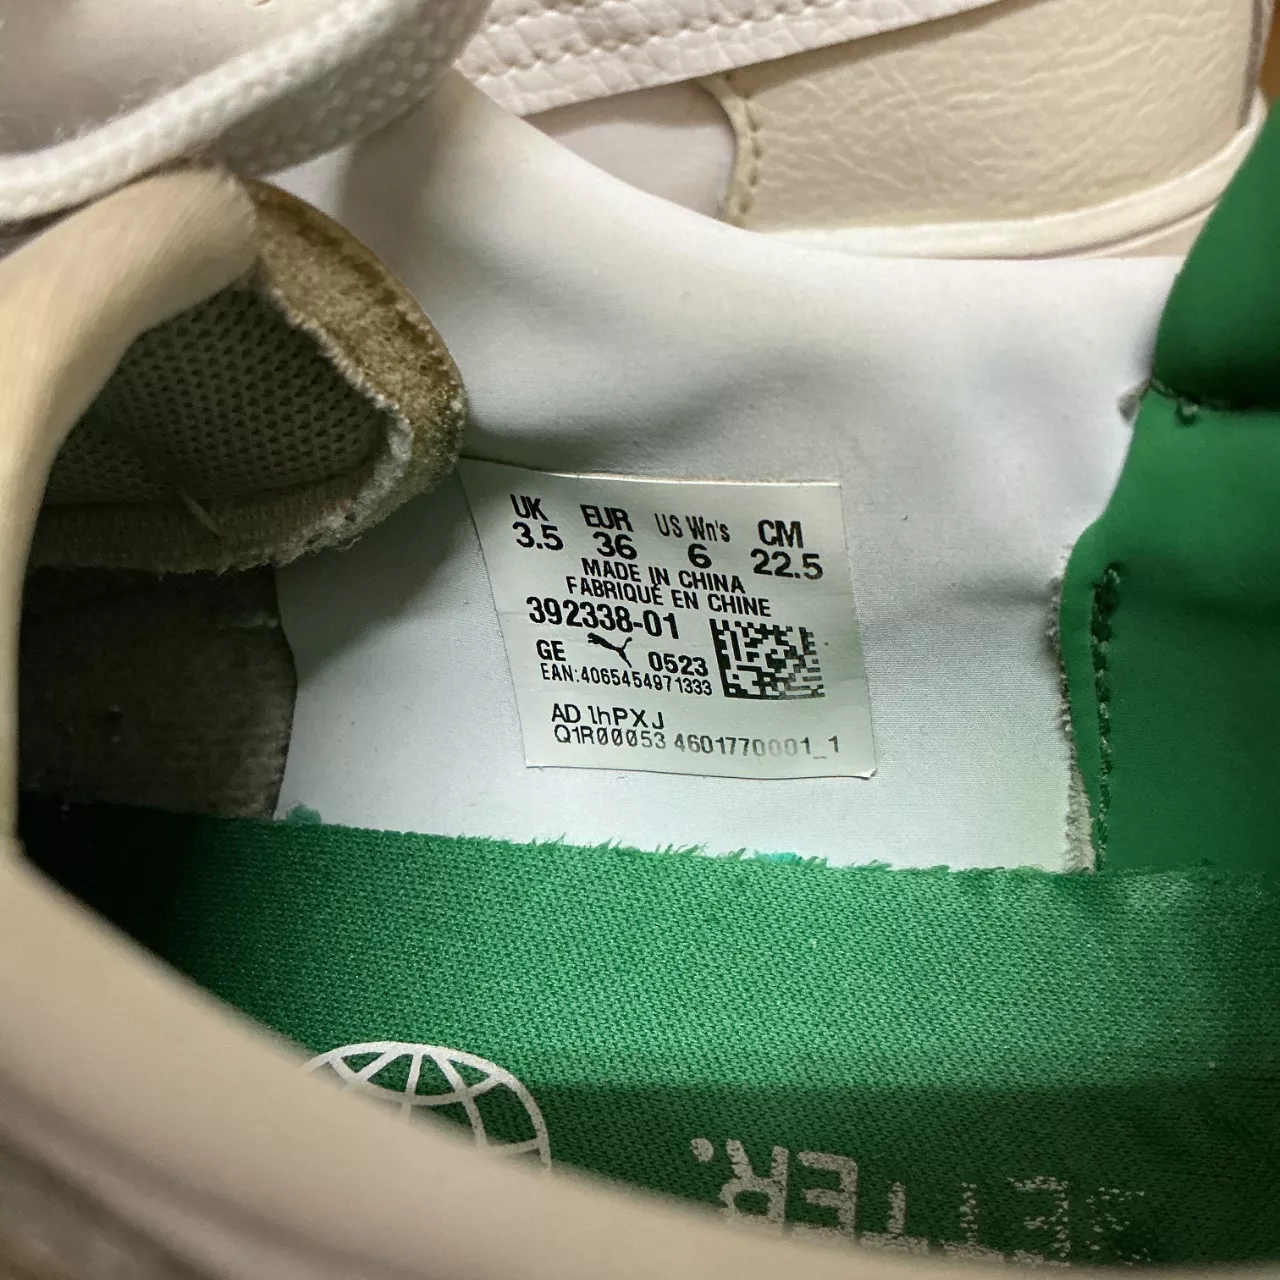 UK EUR US Wn's CM
3.5 36 6 22.5
MADE IN CHINA
FABRIQUÉ EN CHINE
392338-01
GE 0523
EAN:4065454971333
AD 1hPXJ
Q1R00053 4601770001_1
BETTER.